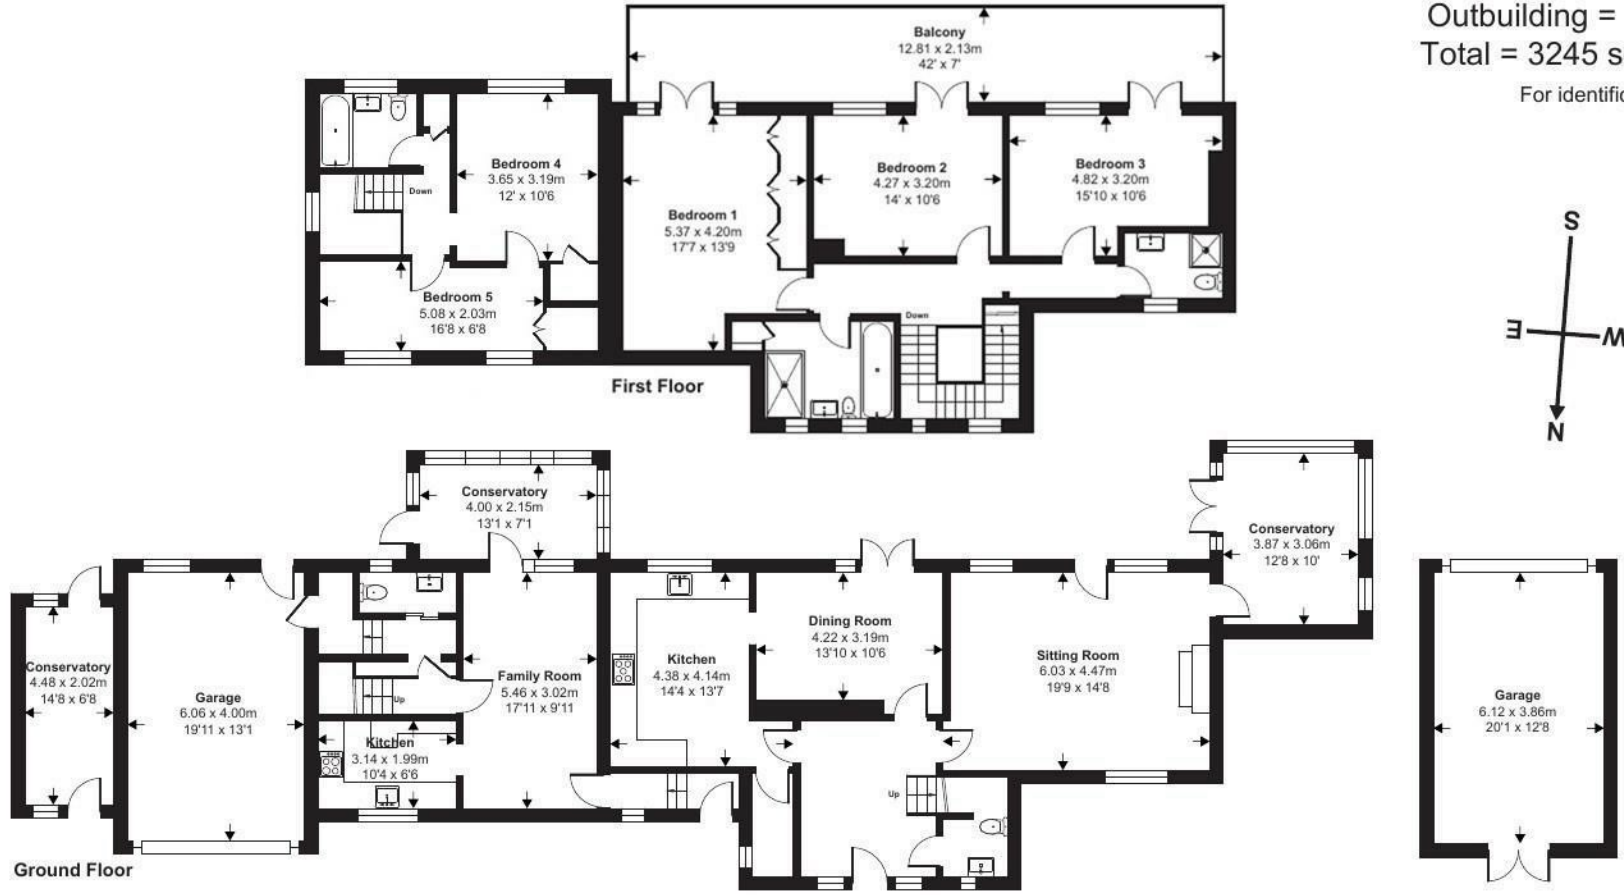 Outbuilding =
Total = 3245 s
For identific
Balcony
12.81 x 2.13m
42' x 7'
Bedroom 4
3.65 x 3.19m
12' x 10'6
Down
Bedroom 5
5.08 x 2.03m
16'8 x 6'8
Bedroom 1
5.37 x 4.20m
17'7 x 13'9
Bedroom 2
4.27 x 3.20m
14' x 10'6
Bedroom 3
4.82 x 3.20m
15'10 x 10'6
Down
First Floor
S
E
W
N
Conservatory
4.00 x 2.15m
13'1 x 7'1
Conservatory
3.87 x 3.06m
12'8 x 10'
Conservatory
4.48 x 2.02m
14'8 x 6'8
Garage
6.06 x 4.00m
19'11 x 13'1
Up
Kitchen
3.14 x 1.99m
10'4 x 6'6
Family Room
5.46 x 3.02m
17'11 x 9'11
Kitchen
4.38 x 4.14m
14'4 x 13'7
Dining Room
4.22 x 3.19m
13'10 x 10'6
Sitting Room
6.03 x 4.47m
19'9 x 14'8
Up
Garage
6.12 x 3.86m
20'1 x 12'8
Ground Floor